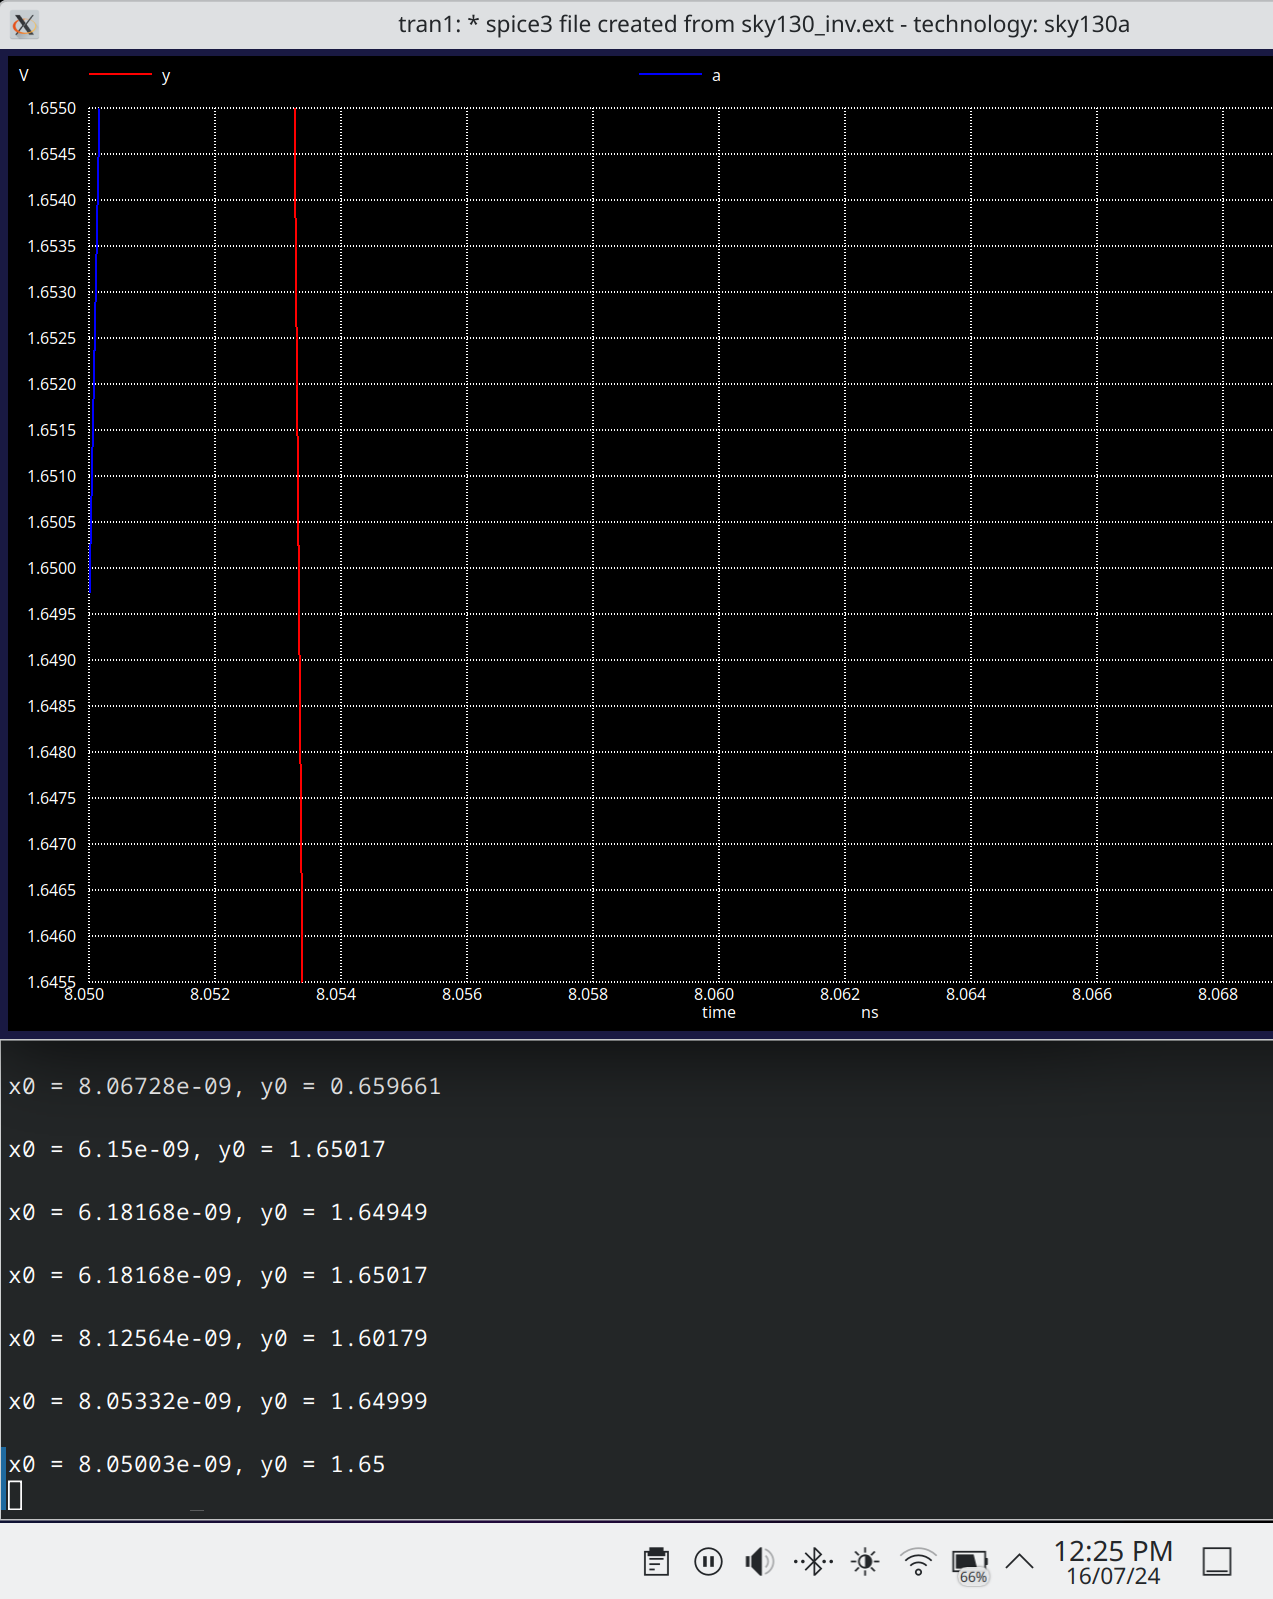 tran1: * spice3 file created from sky130_inv.ext - technology: sky130a
V y a
1.6550
1.6545
1.6540
1.6535
1.6530
1.6525
1.6520
1.6515
1.6510
1.6505
1.6500
1.6495
1.6490
1.6485
1.6480
1.6475
1.6470
1.6465
1.6460
1.6455
8.050 8.052 8.054 8.056 8.058 8.060 8.062 8.064 8.066 8.068
time ns
x0 = 8.06728e-09, y0 = 0.659661
x0 = 6.15e-09, y0 = 1.65017
x0 = 6.18168e-09, y0 = 1.64949
x0 = 6.18168e-09, y0 = 1.65017
x0 = 8.12564e-09, y0 = 1.60179
x0 = 8.05332e-09, y0 = 1.64999
x0 = 8.05003e-09, y0 = 1.65
66%
12:25 PM
16/07/24